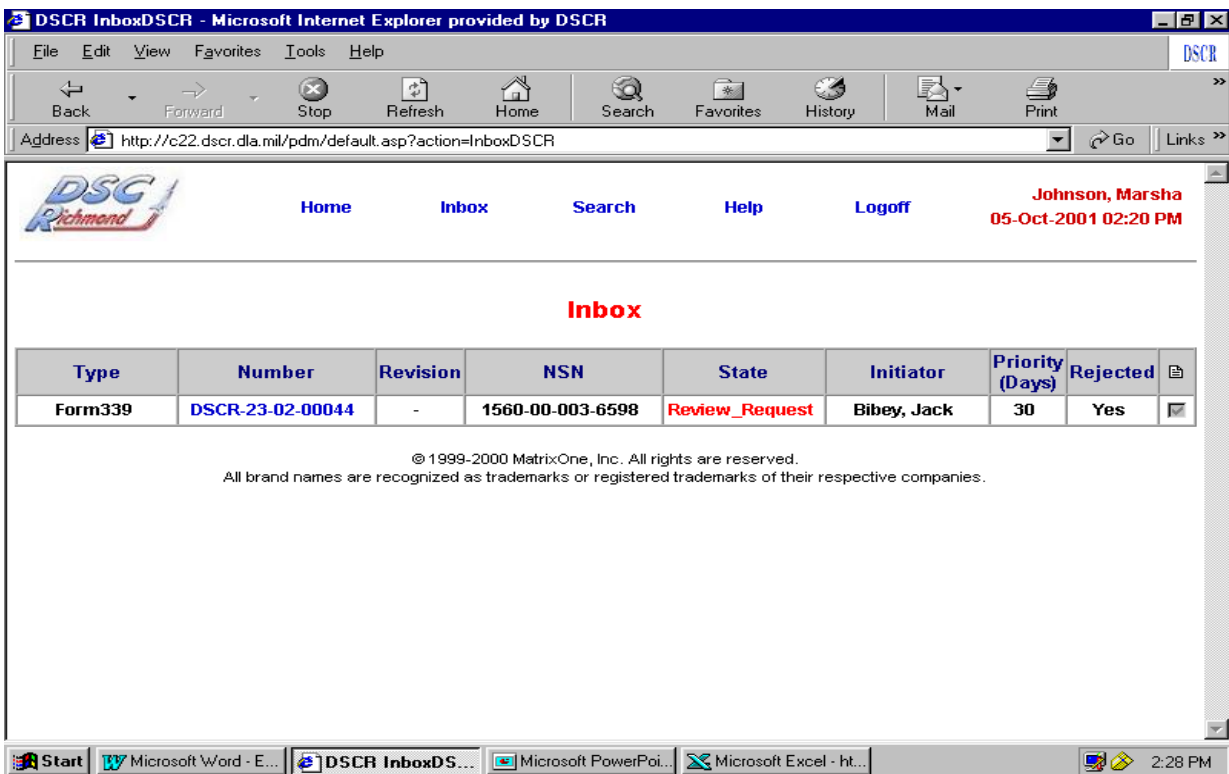 DSCR InboxDSCR - Microsoft Internet Explorer provided by DSCR
File Edit View Favorites Tools Help DSCR
Back Forward Stop Refresh Home Search Favorites History Mail Print »
Address http://c22.dscr.dla.mil/pdm/default.asp?action=InboxDSCR Go Links »
DSC Richmond
Home Inbox Search Help Logoff
Johnson, Marsha
05-Oct-2001 02:20 PM
Inbox
Type Number Revision NSN State Initiator Priority (Days) Rejected
Form339 DSCR-23-02-00044 - 1560-00-003-6598 Review_Request Bibey, Jack 30 Yes
© 1999-2000 MatrixOne, Inc. All rights are reserved.
All brand names are recognized as trademarks or registered trademarks of their respective companies.
Start Microsoft Word - E... DSCR InboxDS... Microsoft PowerPoi... Microsoft Excel - ht... 2:28 PM